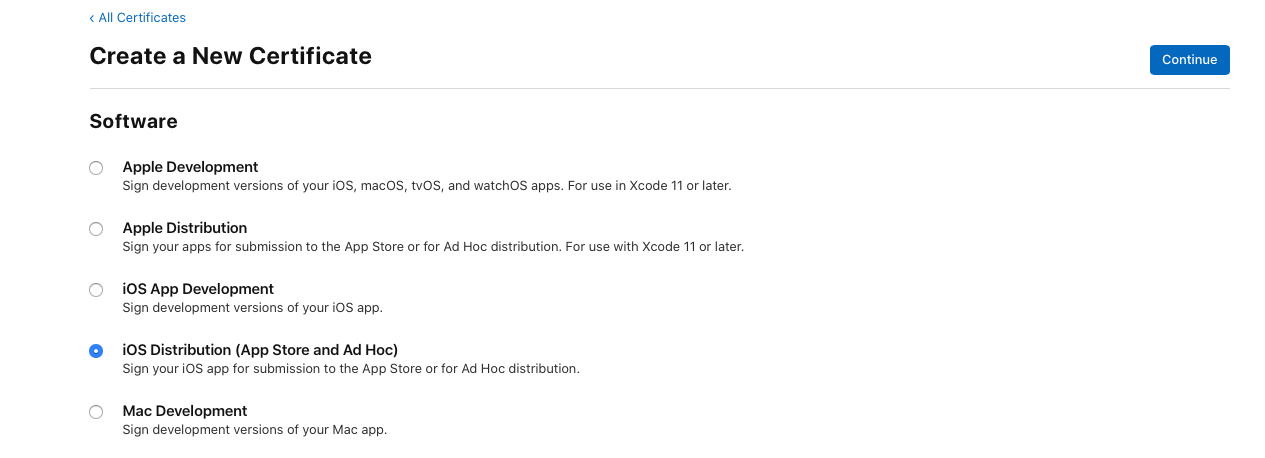 ‹ All Certificates
Create a New Certificate
Continue
Software
Apple Development
Sign development versions of your iOS, macOS, tvOS, and watchOS apps. For use in Xcode 11 or later.
Apple Distribution
Sign your apps for submission to the App Store or for Ad Hoc distribution. For use with Xcode 11 or later.
iOS App Development
Sign development versions of your iOS app.
iOS Distribution (App Store and Ad Hoc)
Sign your iOS app for submission to the App Store or for Ad Hoc distribution.
Mac Development
Sign development versions of your Mac app.